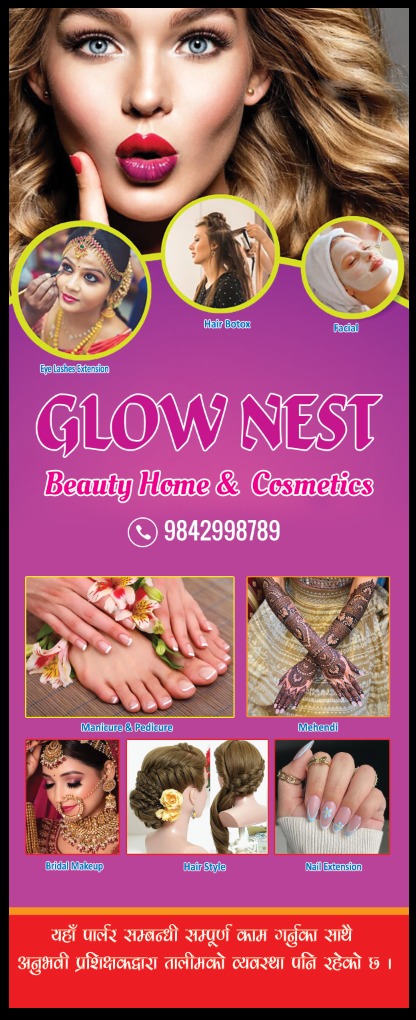 Hair Botox
Facial
Eye Lashes Extension
GLOW NEST
Beauty Home & Cosmetics
9842998789
Manicure & Pedicure
Mehendi
Bridal Makeup
Hair Style
Nail Extension
यहाँ पार्लर सम्बन्धी सम्पूर्ण काम गर्नुका साथै
अनुभवी प्रशिक्षकद्वारा तालीमको व्यवस्था पनि रहेको छ ।